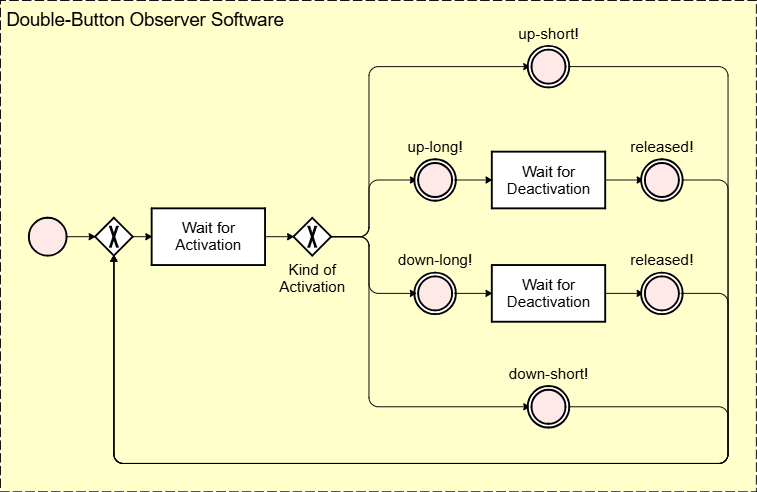 Double-Button Observer Software
up-short!
up-long!
Wait for
Deactivation
released!
Wait for
Activation
Kind of
Activation
down-long!
Wait for
Deactivation
released!
down-short!